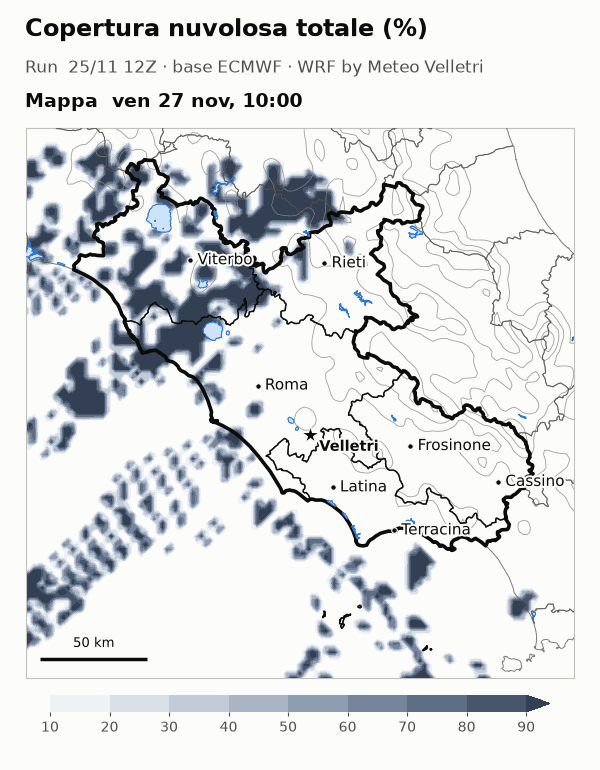 Copertura nuvolosa totale (%)
Run  25/11 12Z · base ECMWF · WRF by Meteo Velletri
Mappa  ven 27 nov, 10:00
Viterbo
Rieti
Roma
Velletri
Frosinone
Cassino
Latina
Terracina
50 km
10 20 30 40 50 60 70 80 90